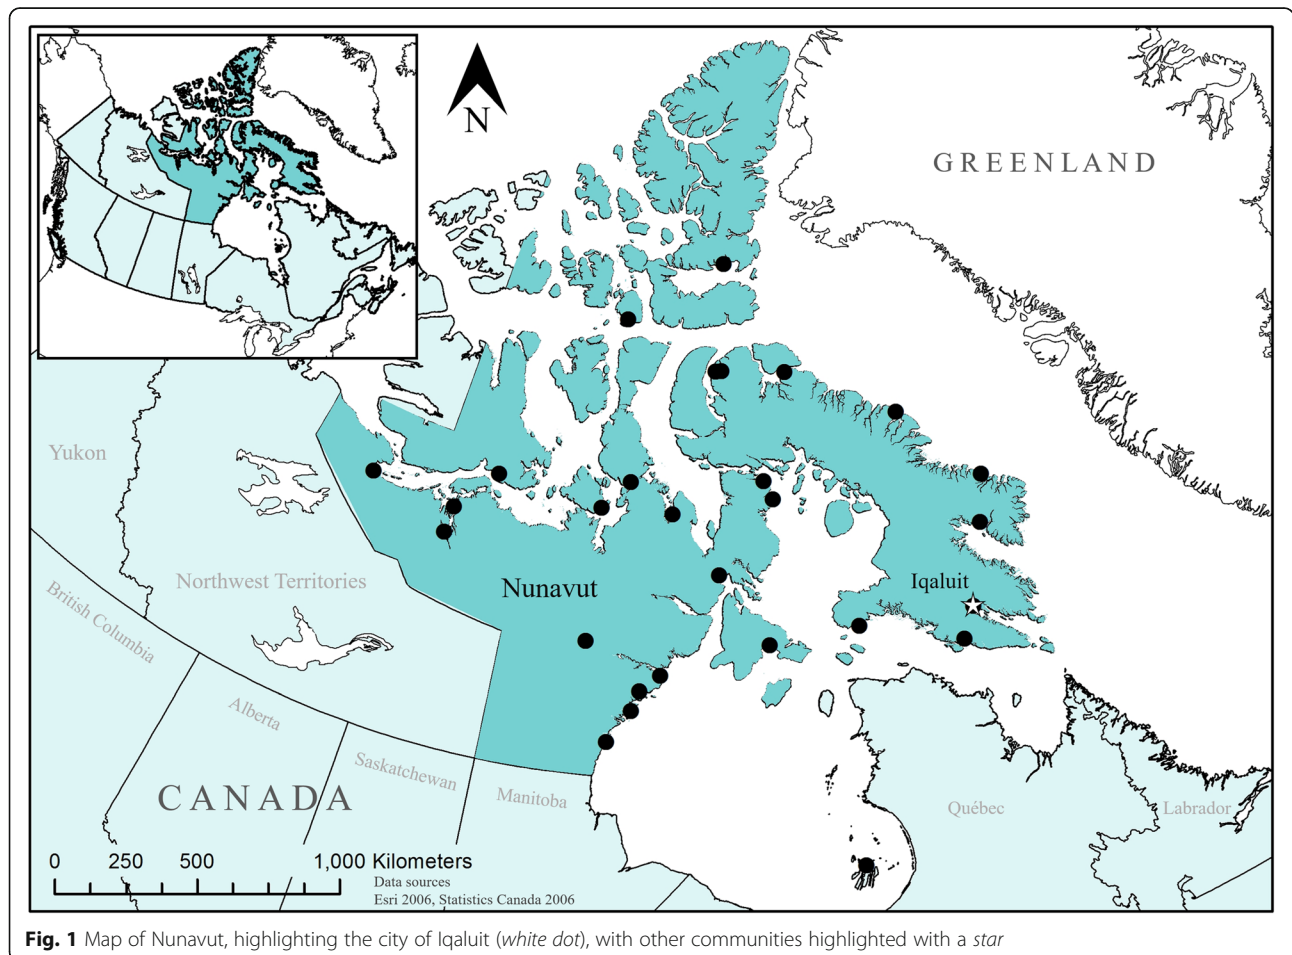 N
GREENLAND
Yukon
Northwest Territories
Nunavut
Iqaluit
British Columbia
Alberta
Saskatchewan
Manitoba
CANADA
Québec
Labrador
0 250 500 1,000 Kilometers
Data sources
Esri 2006, Statistics Canada 2006
Fig. 1 Map of Nunavut, highlighting the city of Iqaluit (white dot), with other communities highlighted with a star